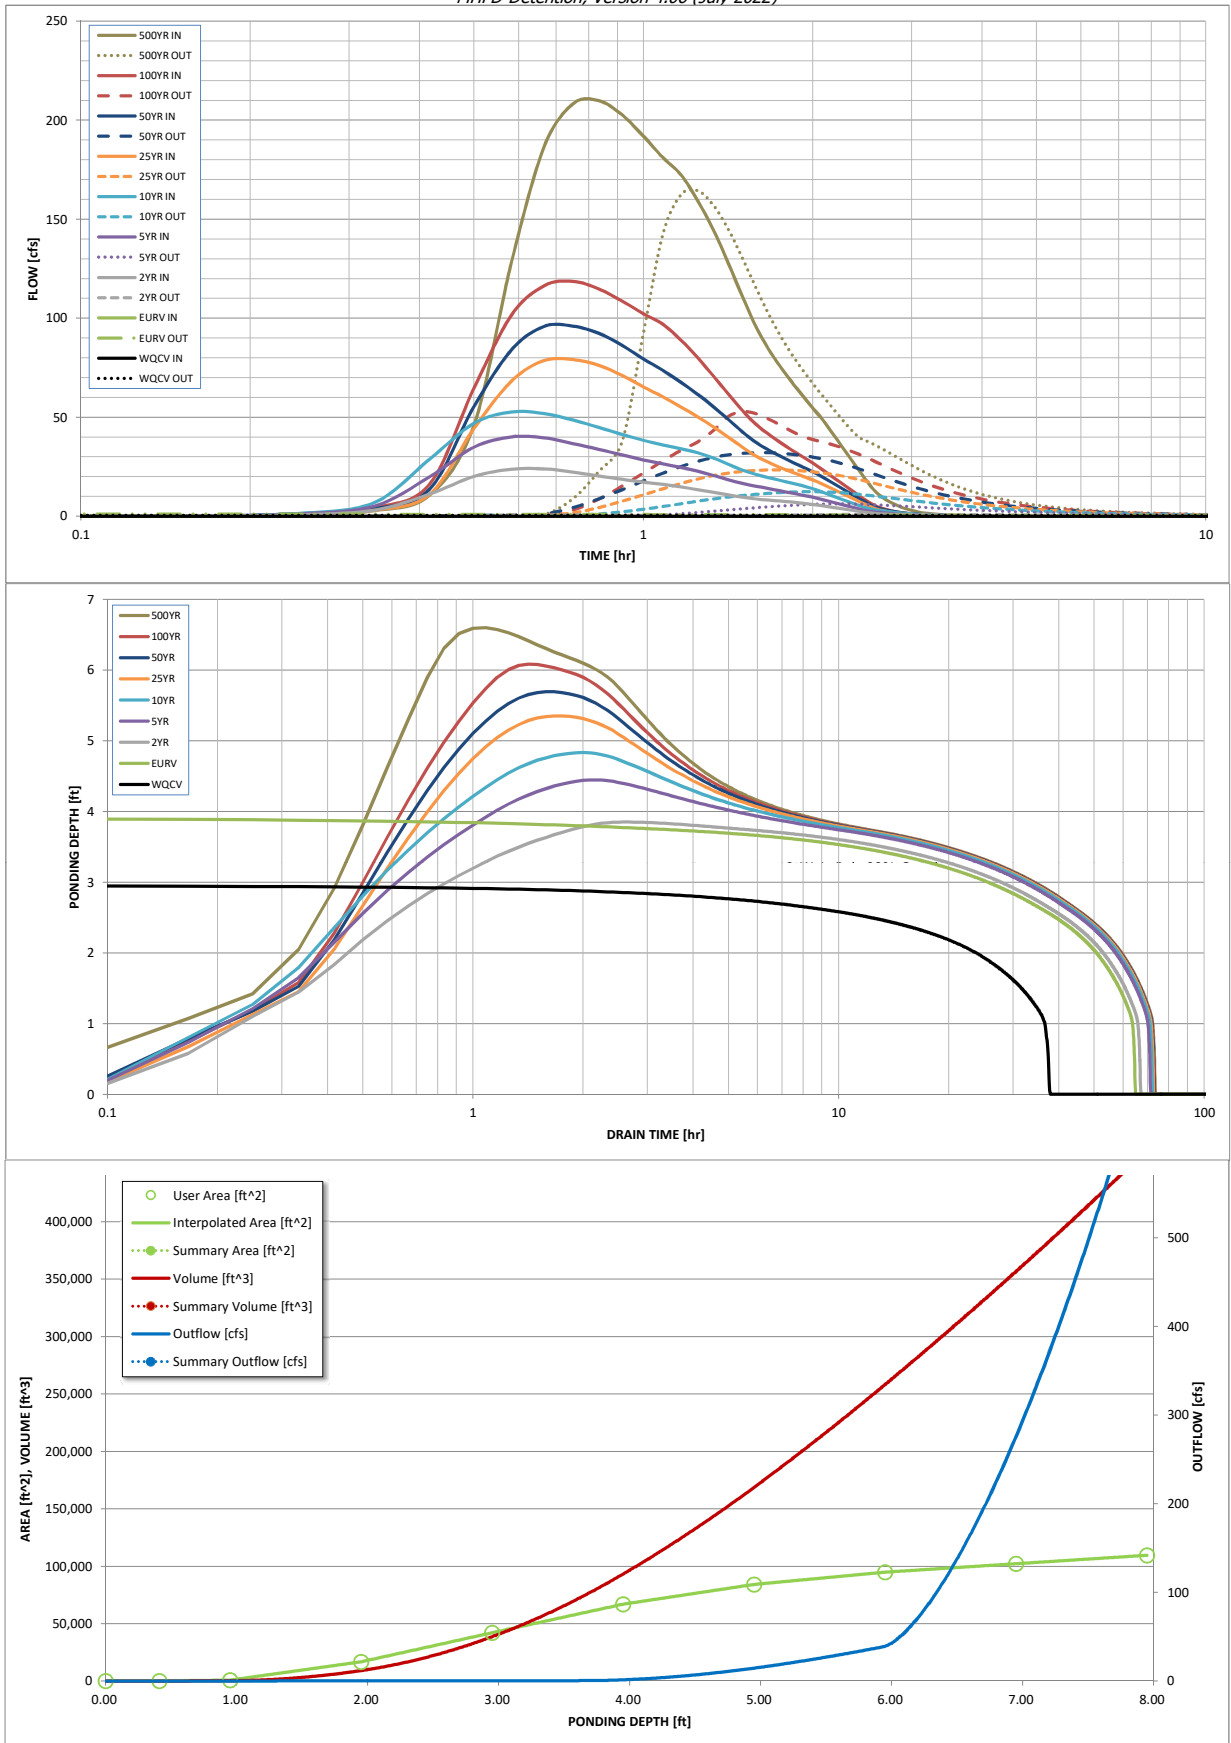 MHFD-Detention, Version 4.06 (July 2022)
250
200
150
100
50
0
FLOW [cfs]
500YR IN
500YR OUT
100YR IN
100YR OUT
50YR IN
50YR OUT
25YR IN
25YR OUT
10YR IN
10YR OUT
5YR IN
5YR OUT
2YR IN
2YR OUT
EURV IN
EURV OUT
WQCV IN
WQCV OUT
0.1
1
10
TIME [hr]
7
6
5
4
3
2
1
0
PONDING DEPTH [ft]
500YR
100YR
50YR
25YR
10YR
5YR
2YR
EURV
WQCV
0.1
1
10
100
DRAIN TIME [hr]
User Area [ft^2]
Interpolated Area [ft^2]
Summary Area [ft^2]
Volume [ft^3]
Summary Volume [ft^3]
Outflow [cfs]
Summary Outflow [cfs]
400,000
350,000
300,000
250,000
200,000
150,000
100,000
50,000
0
AREA [ft^2], VOLUME [ft^3]
500
400
300
200
100
0
OUTFLOW [cfs]
0.00
1.00
2.00
3.00
4.00
5.00
6.00
7.00
8.00
PONDING DEPTH [ft]